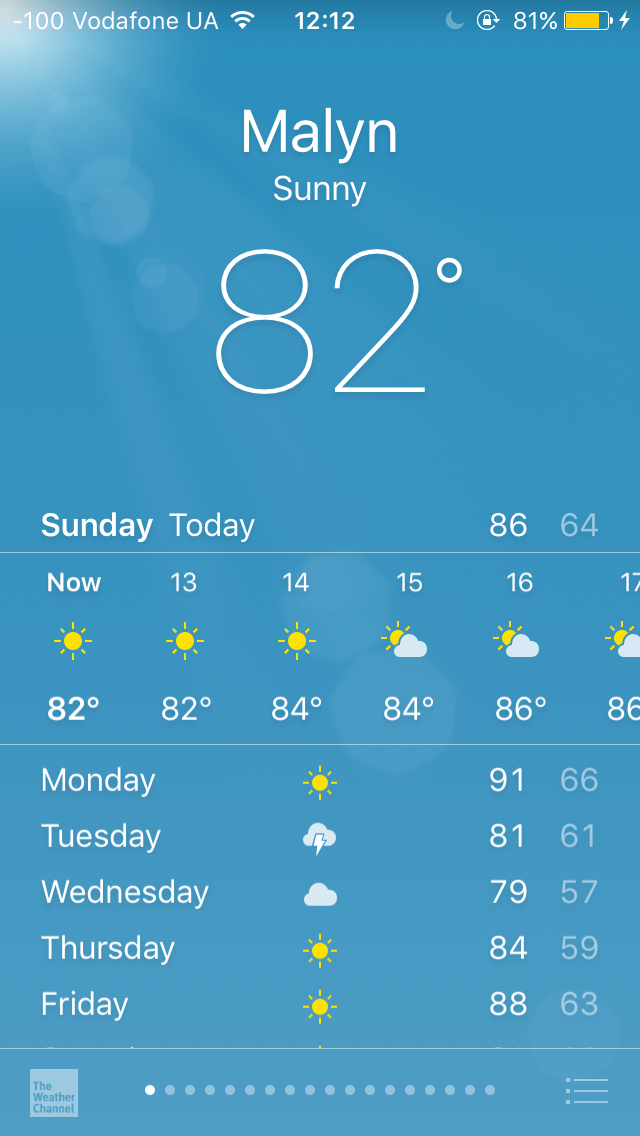 -100 Vodafone UA 12:12 81%
Malyn
Sunny
82°
Sunday Today 86 64
Now 13 14 15 16 17
82° 82° 84° 84° 86° 86
Monday 91 66
Tuesday 81 61
Wednesday 79 57
Thursday 84 59
Friday 88 63
The
Weather
Channel